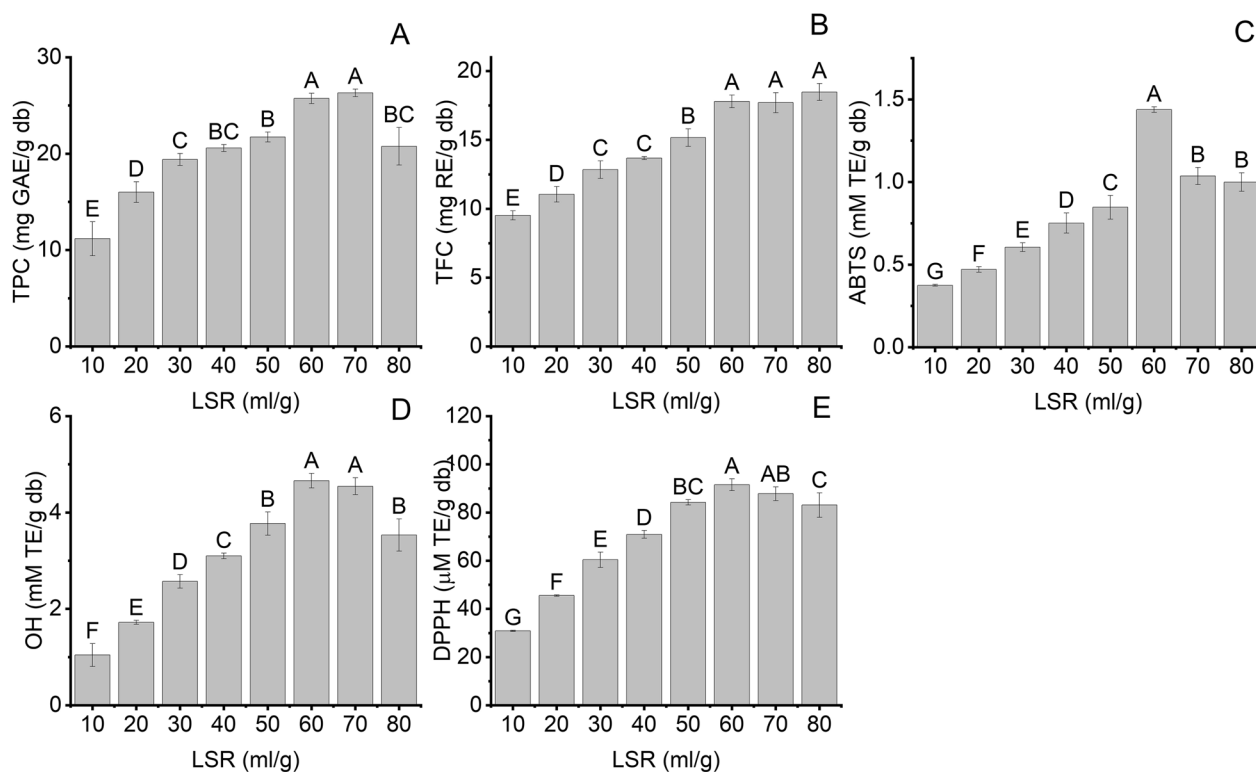 A
TPC (mg GAE/g db)
30
20
10
0
E
D
C
BC
B
A
A
BC
10 20 30 40 50 60 70 80
LSR (ml/g)
B
TFC (mg RE/g db)
20
15
10
5
0
E
D
C
C
B
A
A
A
10 20 30 40 50 60 70 80
LSR (ml/g)
C
ABTS (mM TE/g db)
1.5
1.0
0.5
0.0
G
F
E
D
C
A
B
B
10 20 30 40 50 60 70 80
LSR (ml/g)
D
OH (mM TE/g db)
6
4
2
0
F
E
D
C
B
A
A
B
10 20 30 40 50 60 70 80
LSR (ml/g)
E
DPPH (μM TE/g db)
120
100
80
60
40
20
0
G
F
E
D
BC
A
AB
C
10 20 30 40 50 60 70 80
LSR (ml/g)